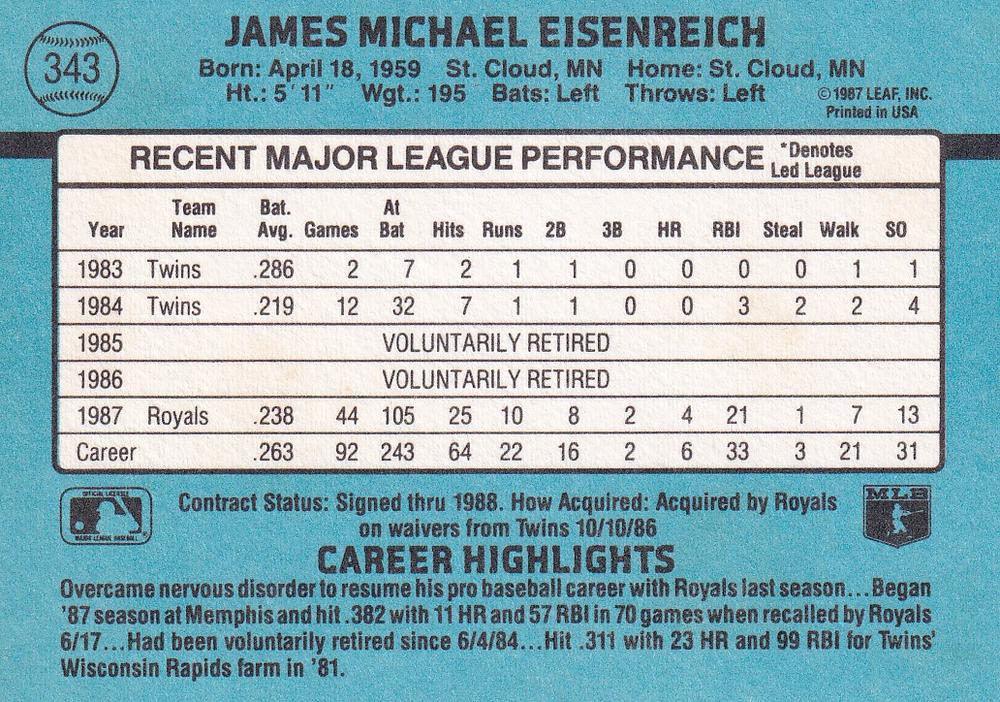 343
JAMES MICHAEL EISENREICH
Born: April 18, 1959 St. Cloud, MN Home: St. Cloud, MN
Ht.: 5'11" Wgt.: 195 Bats: Left Throws: Left
©1987 LEAF, INC.
Printed in USA
RECENT MAJOR LEAGUE PERFORMANCE *Denotes Led League
Year Team Name Bat. Avg. Games At Bat Hits Runs 2B 3B HR RBI Steal Walk SO
1983 Twins .286 2 7 2 1 1 0 0 0 0 1 1
1984 Twins .219 12 32 7 1 1 0 0 3 2 2 4
1985 VOLUNTARILY RETIRED
1986 VOLUNTARILY RETIRED
1987 Royals .238 44 105 25 10 8 2 4 21 1 7 13
Career .263 92 243 64 22 16 2 6 33 3 21 31
OFFICIAL LICENSEE
MAJOR LEAGUE BASEBALL
Contract Status: Signed thru 1988. How Acquired: Acquired by Royals
on waivers from Twins 10/10/86
MLB
CAREER HIGHLIGHTS
Overcame nervous disorder to resume his pro baseball career with Royals last season...Began
'87 season at Memphis and hit .382 with 11 HR and 57 RBI in 70 games when recalled by Royals
6/17...Had been voluntarily retired since 6/4/84...Hit .311 with 23 HR and 99 RBI for Twins'
Wisconsin Rapids farm in '81.